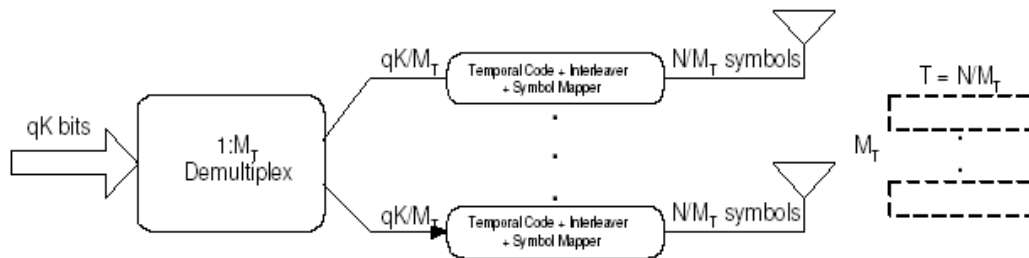 qK bits
1:M_T
Demultiplex
qK/M_T
Temporal Code + Interleaver
+ Symbol Mapper
N/M_T symbols
qK/M_T
Temporal Code + Interleaver
+ Symbol Mapper
N/M_T symbols
T = N/M_T
M_T